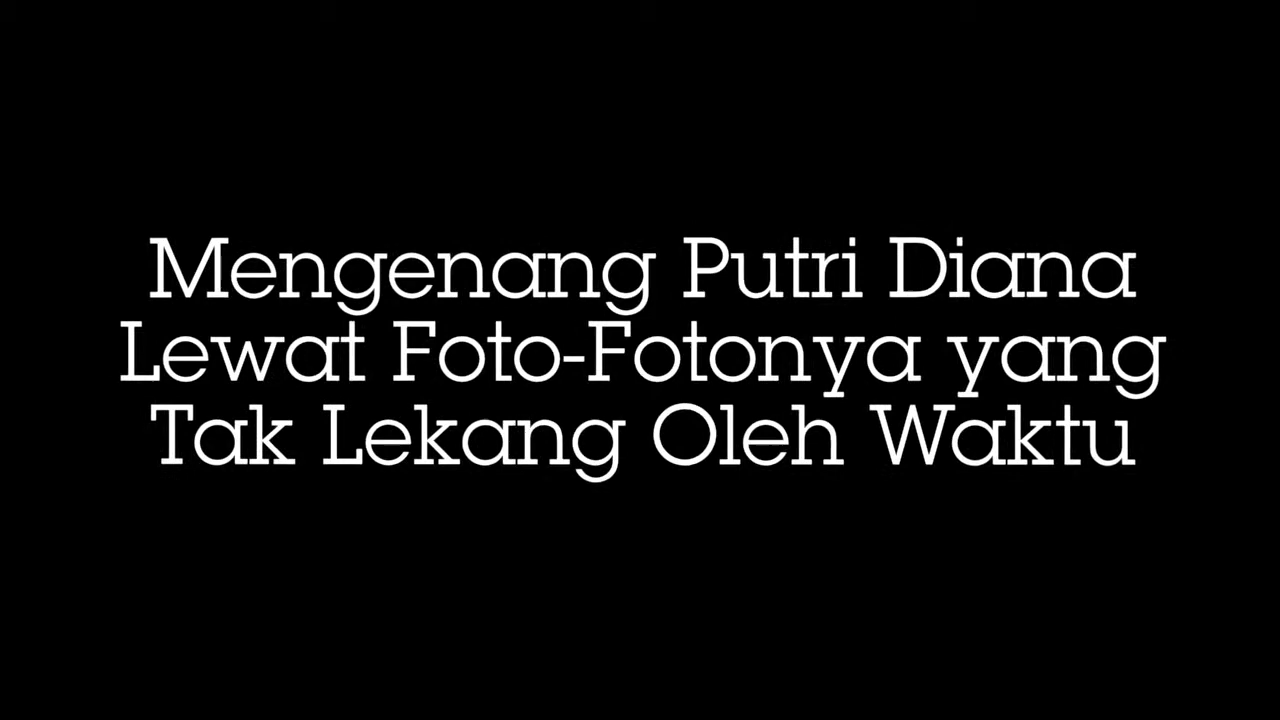 Mengenang Putri Diana
Lewat Foto-Fotonya yang
Tak Lekang Oleh Waktu